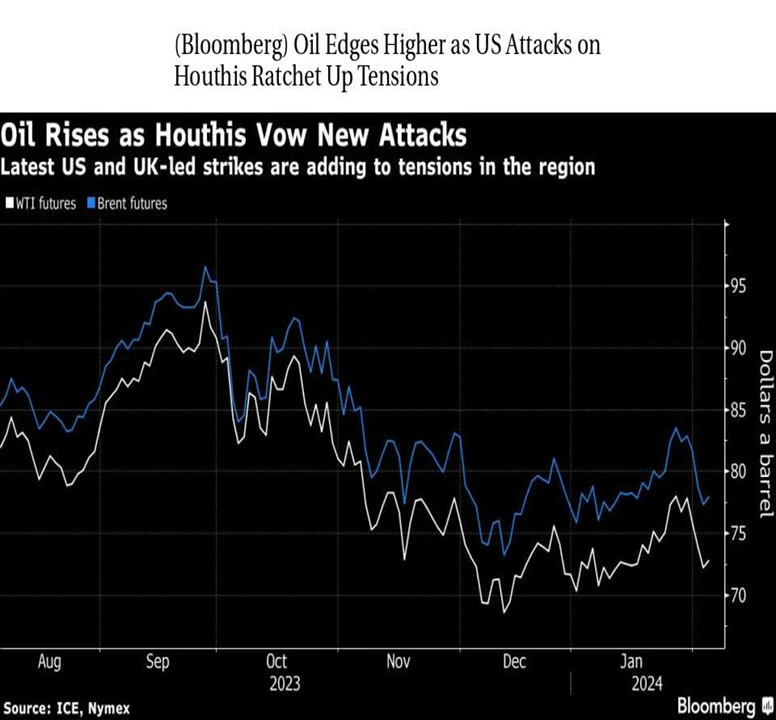 (Bloomberg) Oil Edges Higher as US Attacks on
Houthis Ratchet Up Tensions
Oil Rises as Houthis Vow New Attacks
Latest US and UK-led strikes are adding to tensions in the region
WTI futures Brent futures
95
90
85
80
75
70
Dollars a barrel
Aug Sep Oct Nov Dec Jan
2023 2024
Source: ICE, Nymex
Bloomberg